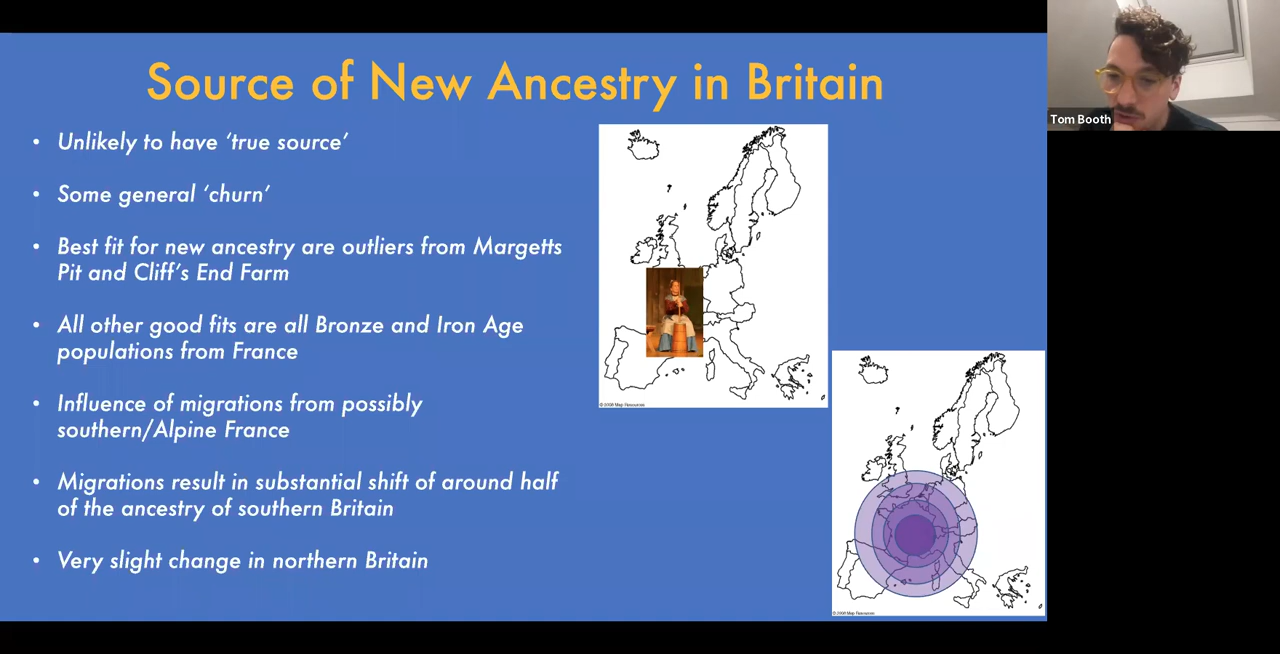 Source of New Ancestry in Britain
Tom Booth
• Unlikely to have ‘true source’
• Some general ‘churn’
• Best fit for new ancestry are outliers from Margetts
Pit and Cliff’s End Farm
• All other good fits are all Bronze and Iron Age
populations from France
• Influence of migrations from possibly
southern/Alpine France
• Migrations result in substantial shift of around half
of the ancestry of southern Britain
• Very slight change in northern Britain